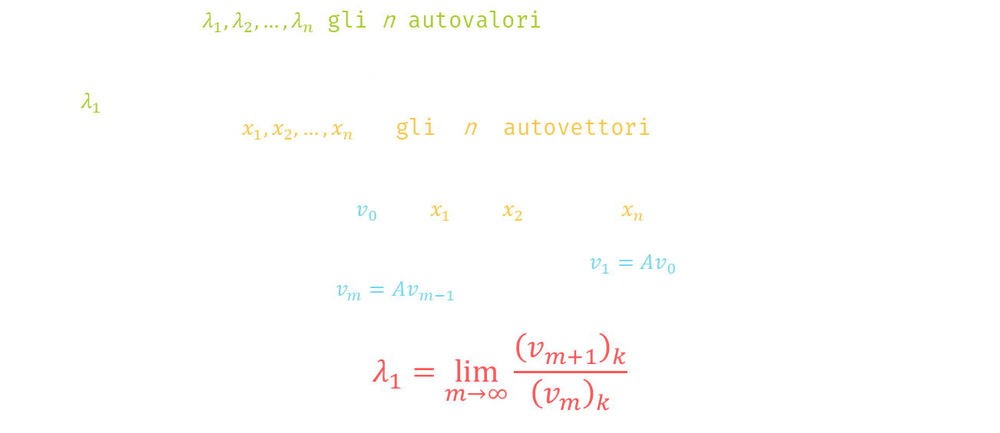 λ₁, λ₂, …, λₙ gli n autovalori
λ₁
x₁, x₂, …, xₙ gli n autovettori
v₀ x₁ x₂ xₙ
v₁ = Av₀
vₘ = Avₘ₋₁
λ₁ = lim_{m→∞} (vₘ₊₁)ₖ / (vₘ)ₖ